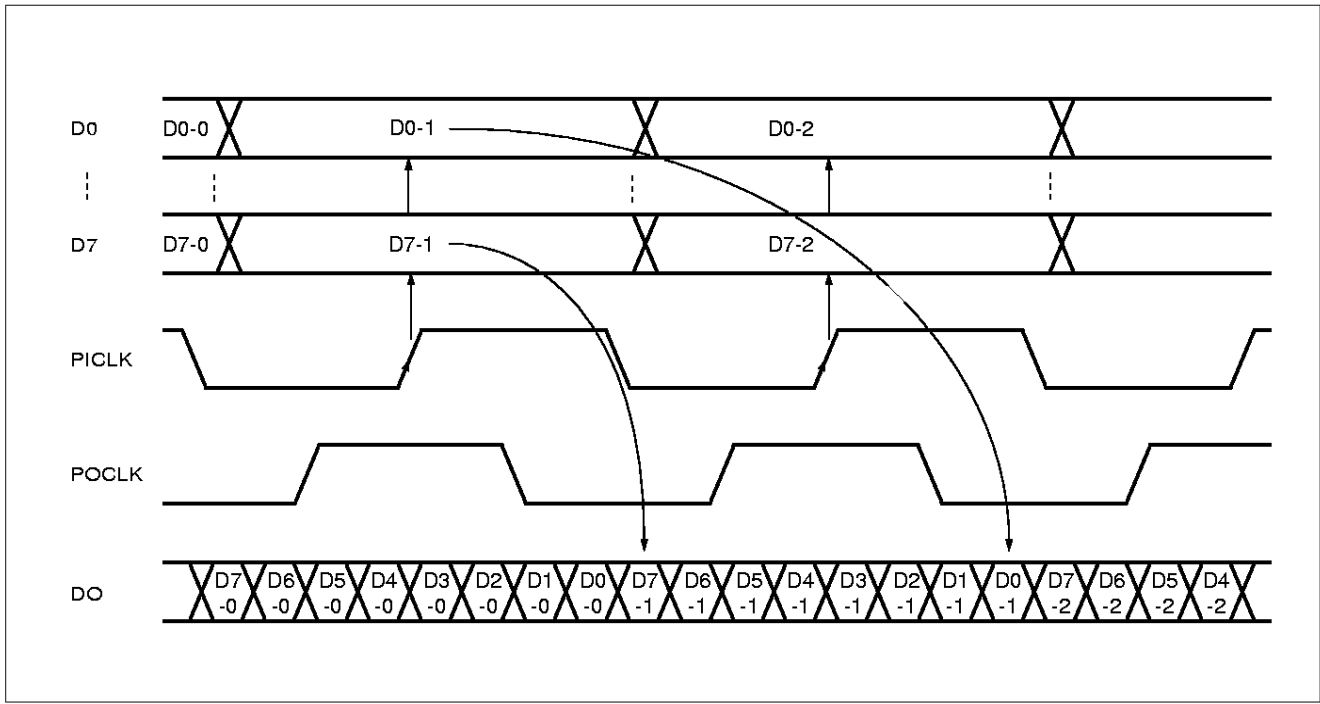 D0 D0-0 D0-1 D0-2
D7 D7-0 D7-1 D7-2
PICLK
POCLK
DO D7 D6 D5 D4 D3 D2 D1 D0 D7 D6 D5 D4 D3 D2 D1 D0 D7 D6 D5 D4
-0 -0 -0 -0 -0 -0 -0 -0 -1 -1 -1 -1 -1 -1 -1 -1 -2 -2 -2 -2